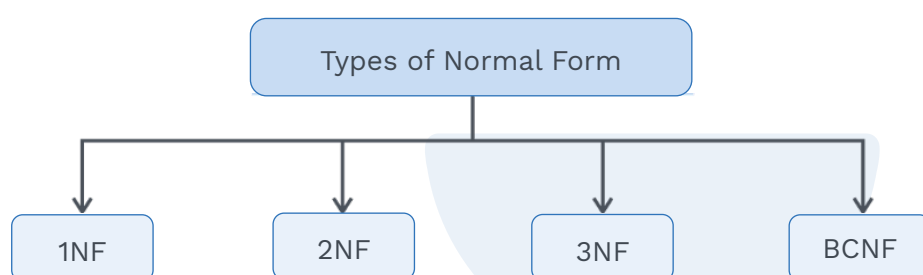 Types of Normal Form
1NF
2NF
3NF
BCNF